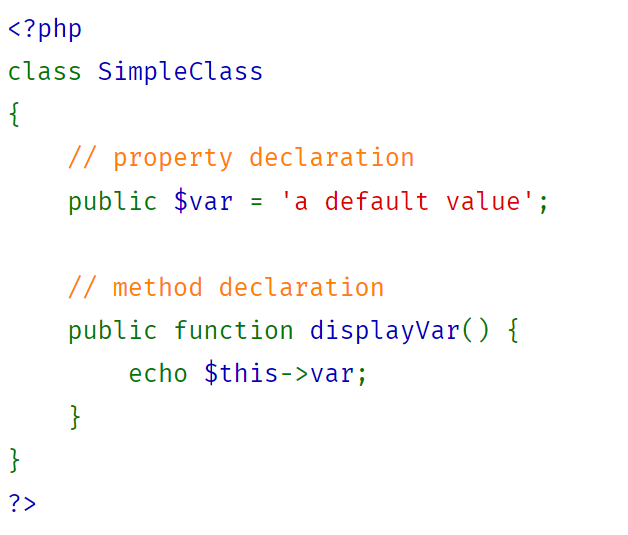 <?php
class SimpleClass
{
    // property declaration
    public $var = 'a default value';

    // method declaration
    public function displayVar() {
        echo $this->var;
    }
}
?>